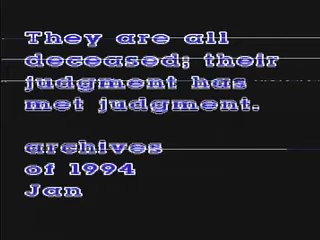 They are all
deceased; their
judgment has
met judgment.
archives
of 1994
Jan